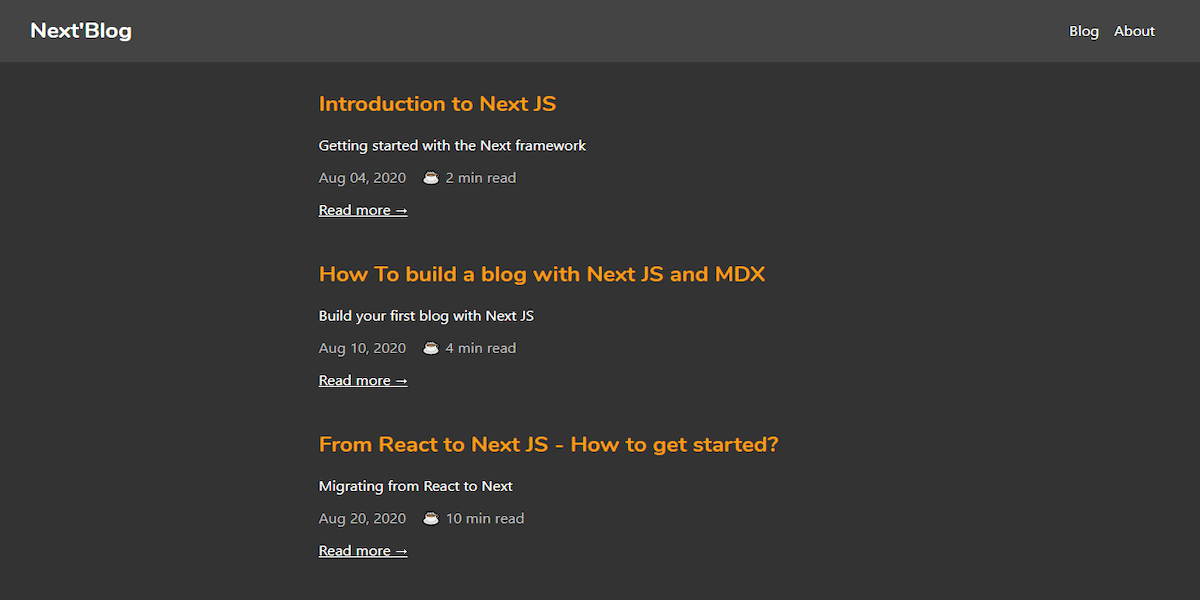 Next'Blog
Blog About
Introduction to Next JS
Getting started with the Next framework
Aug 04, 2020 ☕ 2 min read
Read more →
How To build a blog with Next JS and MDX
Build your first blog with Next JS
Aug 10, 2020 ☕ 4 min read
Read more →
From React to Next JS - How to get started?
Migrating from React to Next
Aug 20, 2020 ☕ 10 min read
Read more →